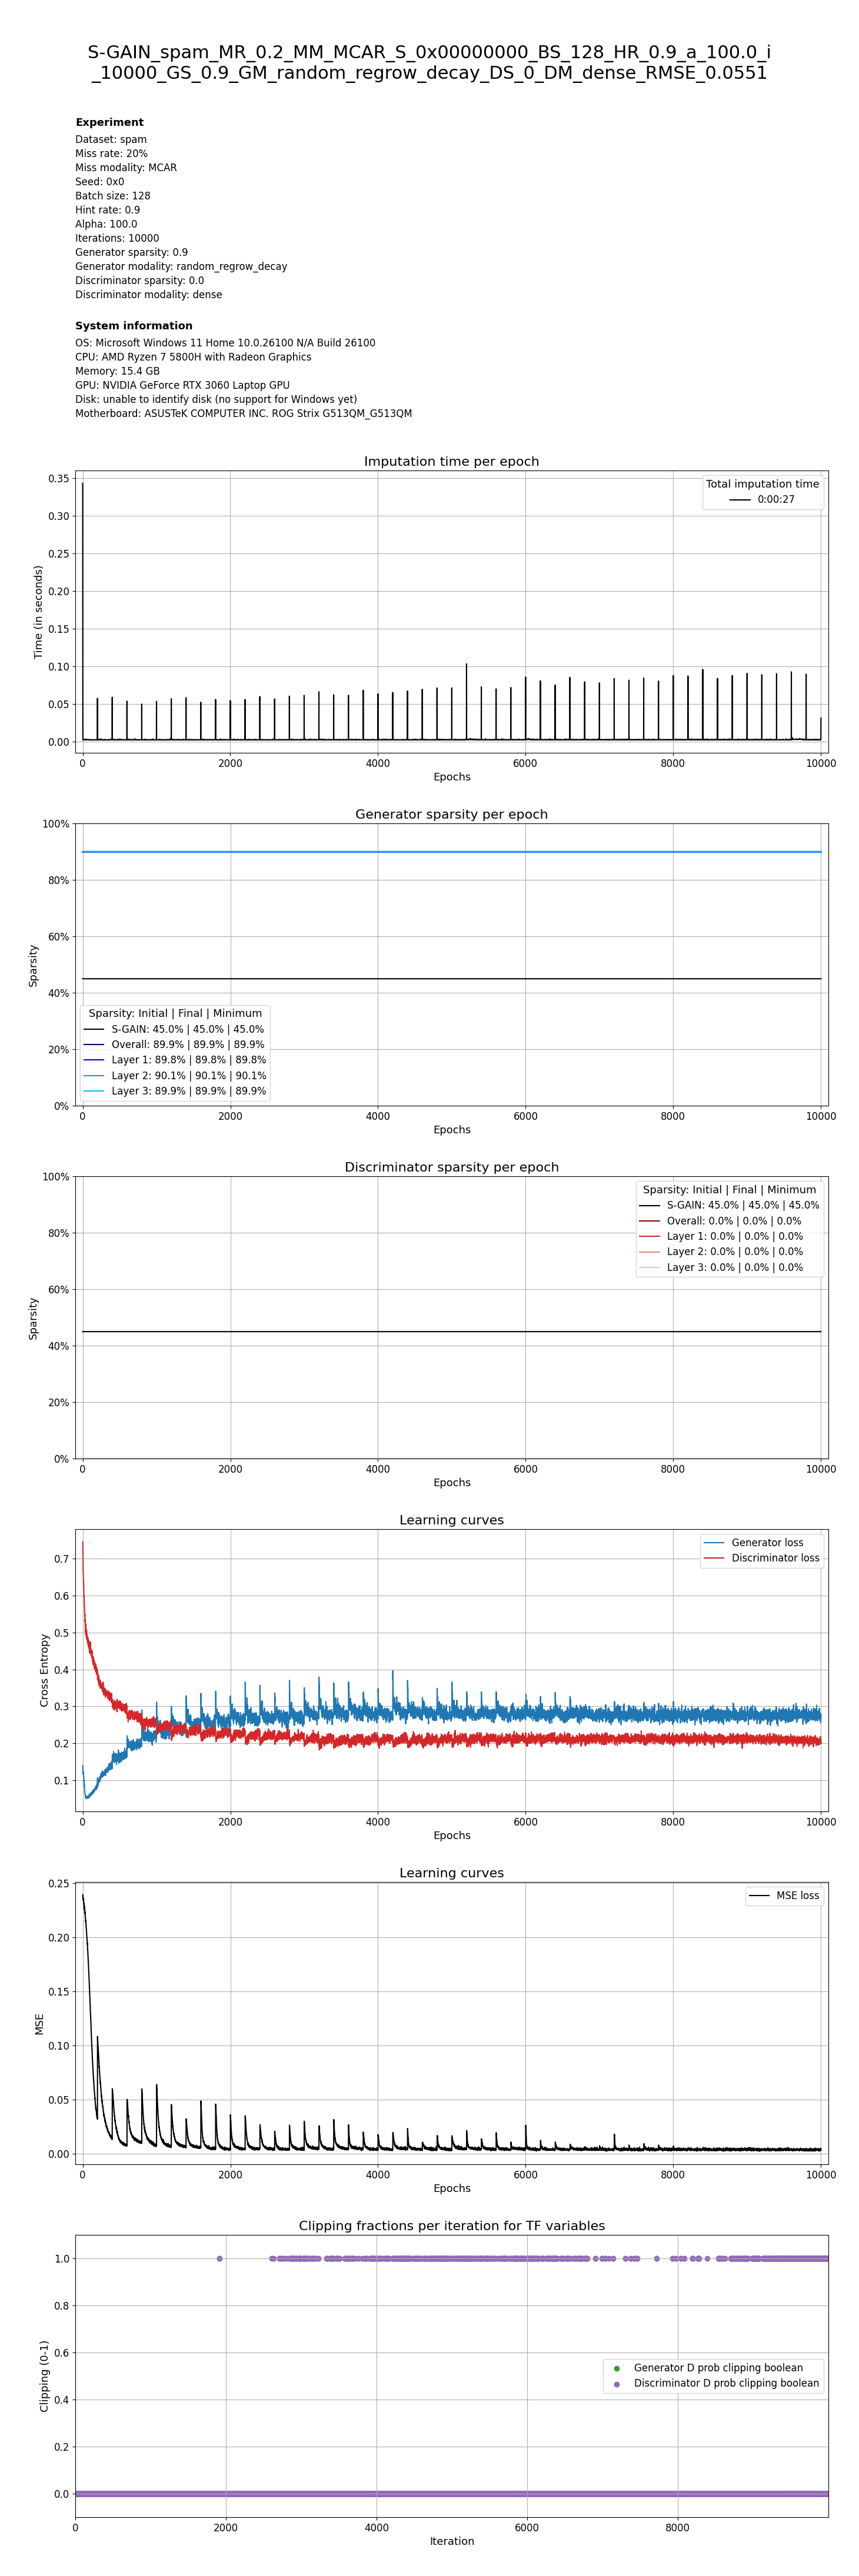 S-GAIN_spam_MR_0.2_MM_MCAR_S_0x00000000_BS_128_HR_0.9_a_100.0_i
_10000_GS_0.9_GM_random_regrow_decay_DS_0_DM_dense_RMSE_0.0551
Experiment
Dataset: spam
Miss rate: 20%
Miss modality: MCAR
Seed: 0x0
Batch size: 128
Hint rate: 0.9
Alpha: 100.0
Iterations: 10000
Generator sparsity: 0.9
Generator modality: random_regrow_decay
Discriminator sparsity: 0.0
Discriminator modality: dense
System information
OS: Microsoft Windows 11 Home 10.0.26100 N/A Build 26100
CPU: AMD Ryzen 7 5800H with Radeon Graphics
Memory: 15.4 GB
GPU: NVIDIA GeForce RTX 3060 Laptop GPU
Disk: unable to identify disk (no support for Windows yet)
Motherboard: ASUSTeK COMPUTER INC. ROG Strix G513QM_G513QM
Imputation time per epoch
Time (in seconds)
0.35
0.30
0.25
0.20
0.15
0.10
0.05
0.00
Total imputation time
0:00:27
0 2000 4000 6000 8000 10000
Epochs
Generator sparsity per epoch
Sparsity
100%
80%
60%
40%
20%
0%
Sparsity: Initial | Final | Minimum
S-GAIN: 45.0% | 45.0% | 45.0%
Overall: 89.9% | 89.9% | 89.9%
Layer 1: 89.8% | 89.8% | 89.8%
Layer 2: 90.1% | 90.1% | 90.1%
Layer 3: 89.9% | 89.9% | 89.9%
0 2000 4000 6000 8000 10000
Epochs
Discriminator sparsity per epoch
Sparsity
100%
80%
60%
40%
20%
0%
Sparsity: Initial | Final | Minimum
S-GAIN: 45.0% | 45.0% | 45.0%
Overall: 0.0% | 0.0% | 0.0%
Layer 1: 0.0% | 0.0% | 0.0%
Layer 2: 0.0% | 0.0% | 0.0%
Layer 3: 0.0% | 0.0% | 0.0%
0 2000 4000 6000 8000 10000
Epochs
Learning curves
Cross Entropy
0.7
0.6
0.5
0.4
0.3
0.2
0.1
Generator loss
Discriminator loss
0 2000 4000 6000 8000 10000
Epochs
Learning curves
MSE
0.25
0.20
0.15
0.10
0.05
0.00
MSE loss
0 2000 4000 6000 8000 10000
Epochs
Clipping fractions per iteration for TF variables
Clipping (0-1)
1.0
0.8
0.6
0.4
0.2
0.0
Generator D prob clipping boolean
Discriminator D prob clipping boolean
0 2000 4000 6000 8000
Iteration